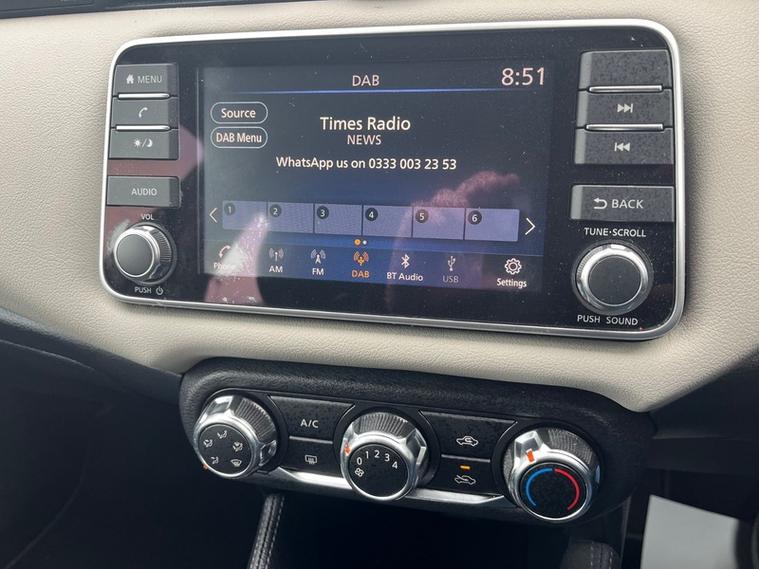 DAB 8:51
MENU
Source
DAB Menu
Times Radio
NEWS
WhatsApp us on 0333 003 23 53
AUDIO
BACK
VOL
TUNE·SCROLL
1 2 3 4 5 6
Phone AM FM DAB BT Audio USB Settings
PUSH
PUSH SOUND
A/C
0 1 2 3 4